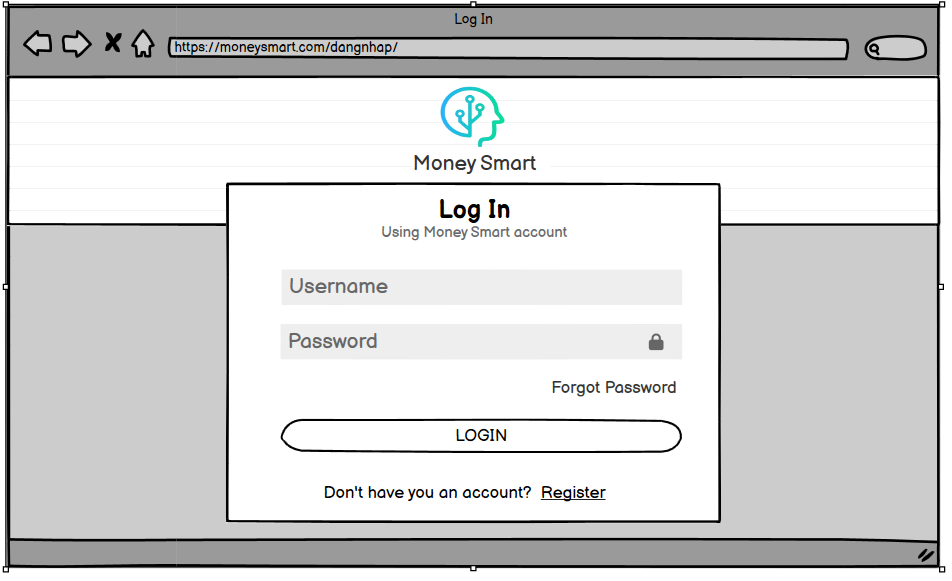 Log In
https://moneysmart.com/dangnhap/
Money Smart
Log In
Using Money Smart account
Username
Password
Forgot Password
LOGIN
Don't have you an account? Register